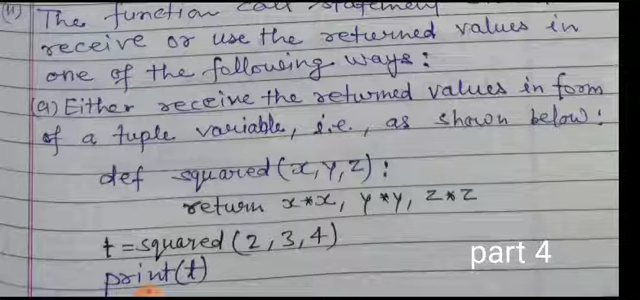 (ii) The function call statement
receive or use the returned values in
one of the following ways:
(a) Either receive the returned values in form
of a tuple variable, i.e., as shown below:
def squared(x, y, z):
return x*x, y*y, z*z
t = squared(2, 3, 4)
print(t)
part 4